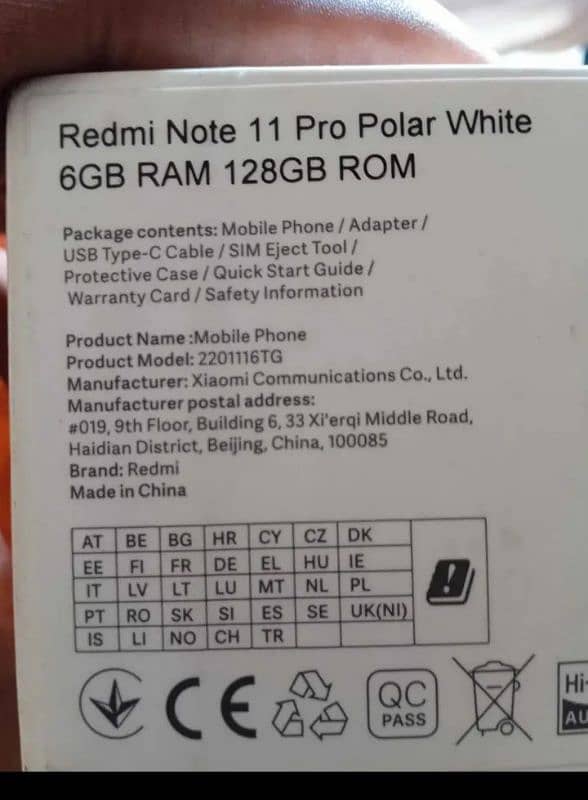 Redmi Note 11 Pro Polar White
6GB RAM 128GB ROM
Package contents: Mobile Phone / Adapter /
USB Type-C Cable / SIM Eject Tool /
Protective Case / Quick Start Guide /
Warranty Card / Safety Information
Product Name :Mobile Phone
Product Model: 2201116TG
Manufacturer: Xiaomi Communications Co., Ltd.
Manufacturer postal address:
#019, 9th Floor, Building 6, 33 Xi'erqi Middle Road,
Haidian District, Beijing, China, 100085
Brand: Redmi
Made in China
AT BE BG HR CY CZ DK
EE FI FR DE EL HU IE
IT LV LT LU MT NL PL
PT RO SK SI ES SE UK(NI)
IS LI NO CH TR
!
CE QC Hi-
PASS AU